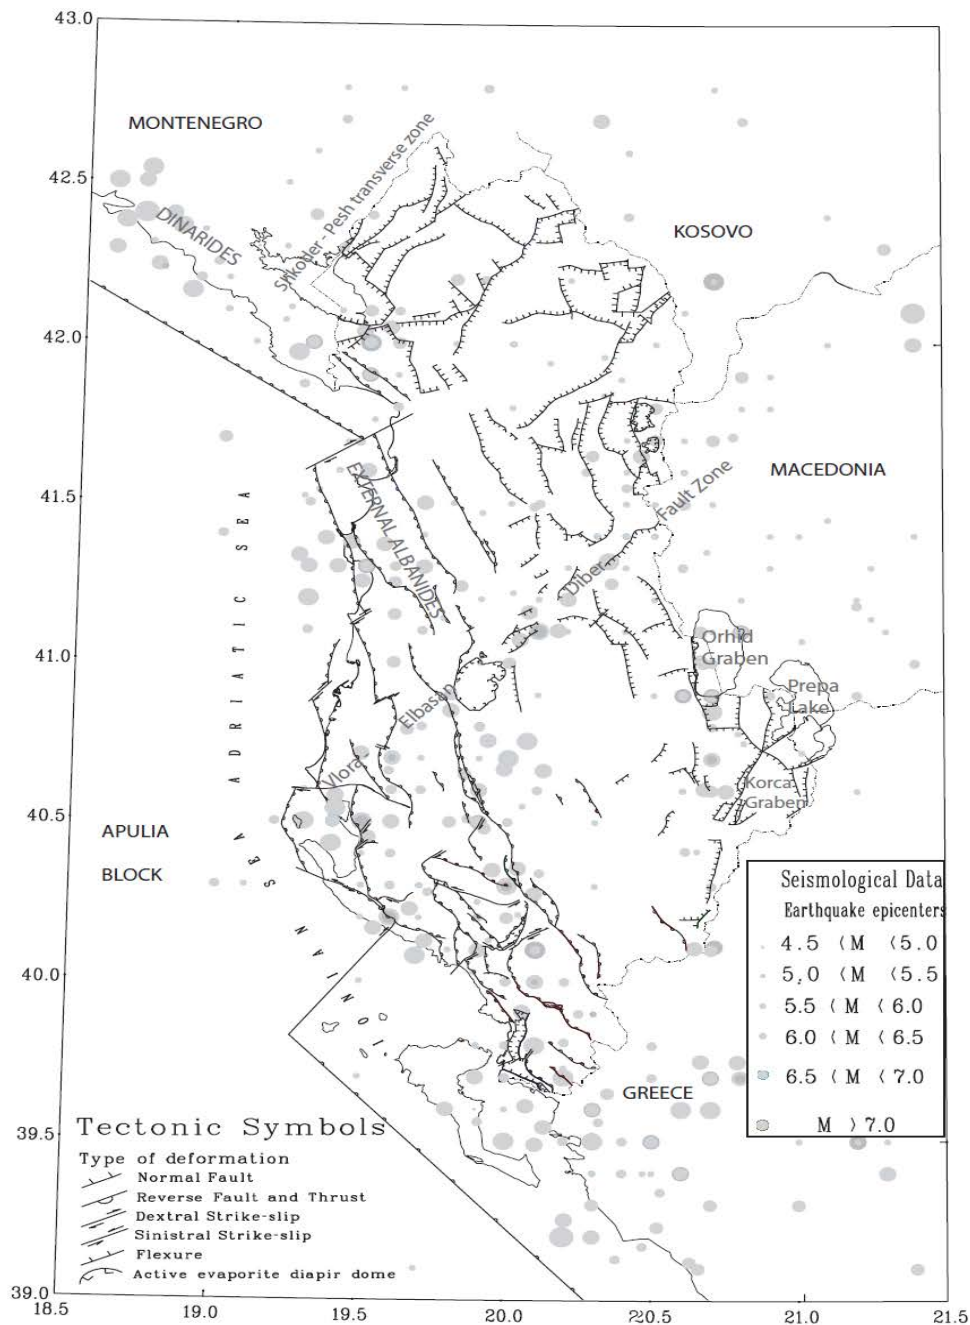 43.0
MONTENEGRO
42.5
Shkoder - Pesh transverse zone
DINARIDES
KOSOVO
42.0
MACEDONIA
41.5
Fault Zone
EXTERNAL ALBANIDES
SEA ADRIATIC SEA
Diber
41.0
Orhid
Graben
Prepa
Lake
Elbasan
Vlora
Korca
Graben
40.5
APULIA
BLOCK
IONIAN SEA
Seismological Data
Earthquake epicenters
4.5 ⟨ M ⟨ 5.0
5.0 ⟨ M ⟨ 5.5
5.5 ⟨ M ⟨ 6.0
6.0 ⟨ M ⟨ 6.5
6.5 ⟨ M ⟨ 7.0
M ⟩ 7.0
40.0
GREECE
39.5
Tectonic Symbols
Type of deformation
Normal Fault
Reverse Fault and Thrust
Dextral Strike-slip
Sinistral Strike-slip
Flexure
Active evaporite diapir dome
39.0
18.5 19.0 19.5 20.0 20.5 21.0 21.5